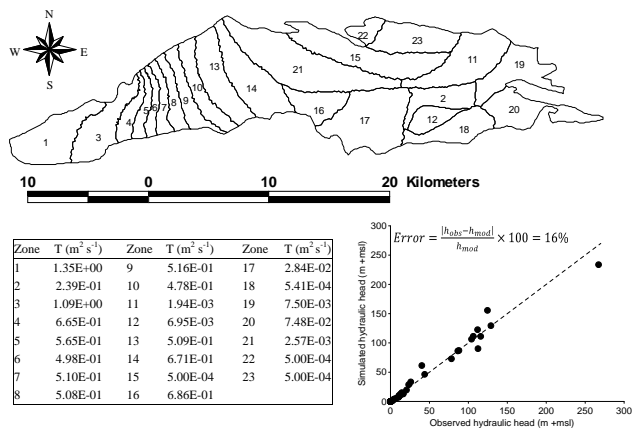 N
W E
S
22
23
15
21
11
19
13
14
10
9
8
7
6
5
4
3
1
16
17
2
12
18
20
10 0 10 20 Kilometers
Zone T (m² s⁻¹) Zone T (m² s⁻¹) Zone T (m² s⁻¹)
1 1.35E+00 9 5.16E-01 17 2.84E-02
2 2.39E-01 10 4.78E-01 18 5.41E-04
3 1.09E+00 11 1.94E-03 19 7.50E-03
4 6.65E-01 12 6.95E-03 20 7.48E-02
5 5.65E-01 13 5.09E-01 21 2.57E-03
6 4.98E-01 14 6.71E-01 22 5.00E-04
7 5.10E-01 15 5.00E-04 23 5.00E-04
8 5.08E-01 16 6.86E-01
Error = |h_obs−h_mod| / h_mod × 100 = 16%
Simulated hydraulic head (m +msl)
300
250
200
150
100
50
0
0 50 100 150 200 250 300
Observed hydraulic head (m +msl)